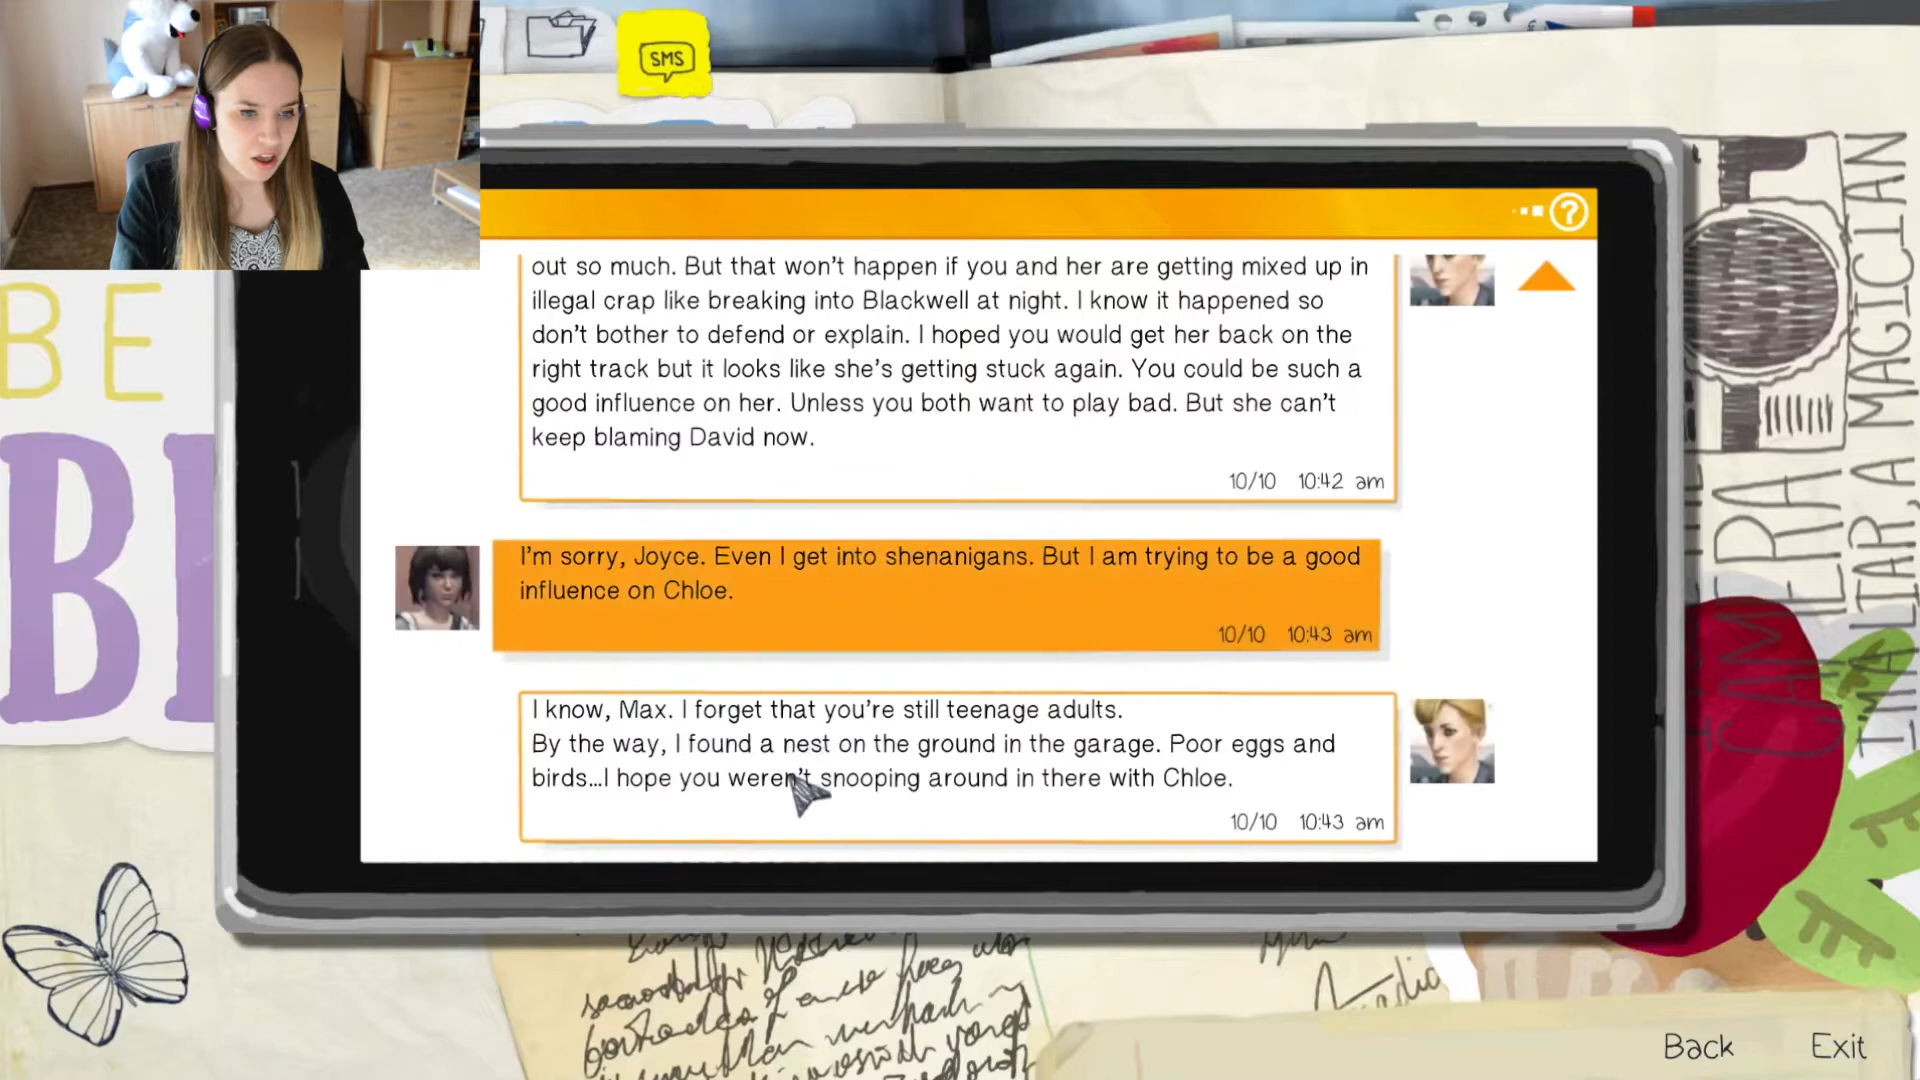 SMS
?
out so much. But that won't happen if you and her are getting mixed up in
illegal crap like breaking into Blackwell at night. I know it happened so
don't bother to defend or explain. I hoped you would get her back on the
right track but it looks like she's getting stuck again. You could be such a
good influence on her. Unless you both want to play bad. But she can't
keep blaming David now.
10/10 10:42 am
I'm sorry, Joyce. Even I get into shenanigans. But I am trying to be a good
influence on Chloe.
10/10 10:43 am
I know, Max. I forget that you're still teenage adults.
By the way, I found a nest on the ground in the garage. Poor eggs and
birds...I hope you weren't snooping around in there with Chloe.
10/10 10:43 am
BE
A MAGICIAN
Back Exit